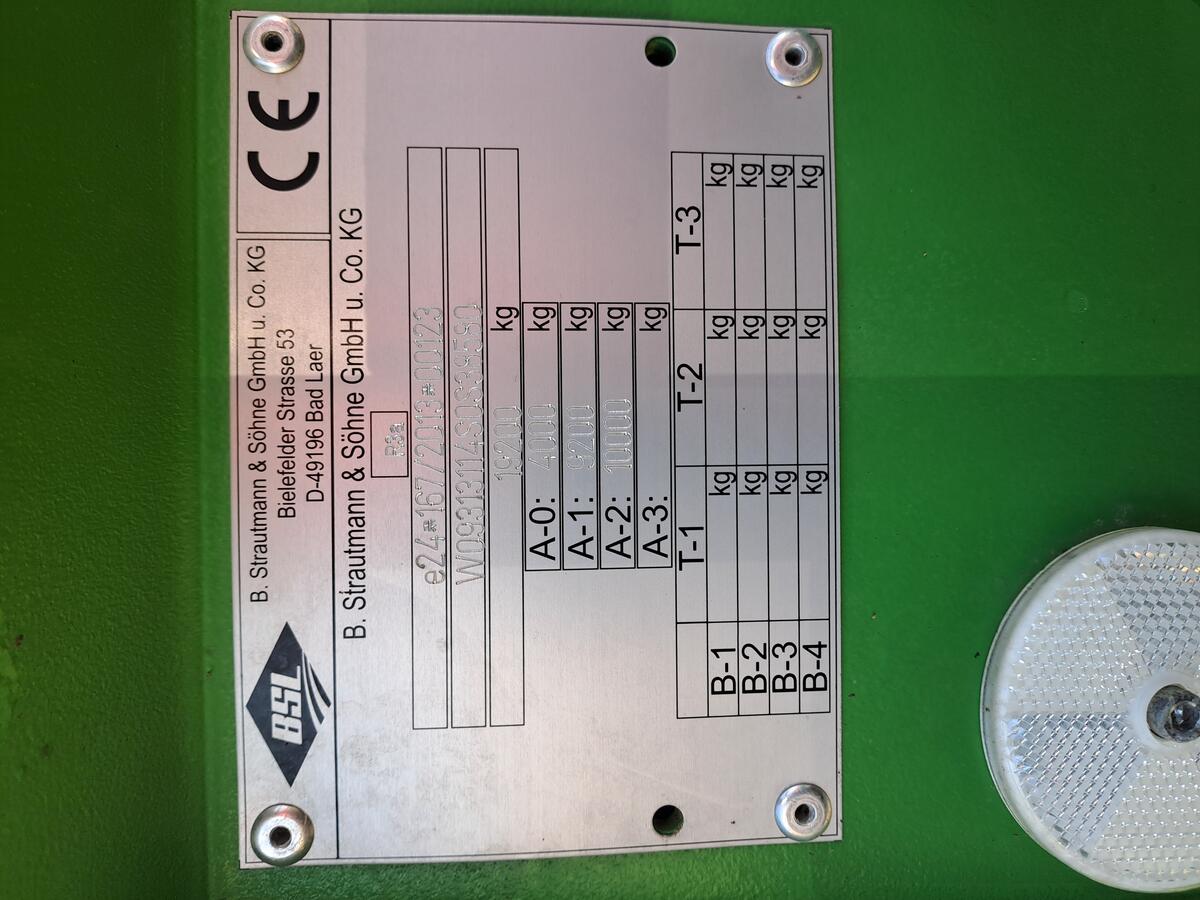 BSL
B. Strautmann & Söhne GmbH u. Co. KG
Bielefelder Strasse 53
D-49196 Bad Laer
CE
B. Strautmann & Söhne GmbH u. Co. KG
R3a
e24*167/2013*00123
19200 kg
A-0: 4000 kg
A-1: 9200 kg
A-2: 10000 kg
A-3: kg
T-1 T-2 T-3
B-1 kg kg kg
B-2 kg kg kg
B-3 kg kg kg
B-4 kg kg kg